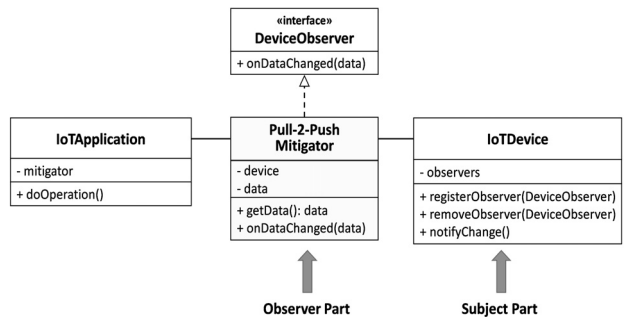 «interface»
DeviceObserver
+ onDataChanged(data)
IoTApplication
- mitigator
+ doOperation()
Pull-2-Push
Mitigator
- device
- data
+ getData(): data
+ onDataChanged(data)
IoTDevice
- observers
+ registerObserver(DeviceObserver)
+ removeObserver(DeviceObserver)
+ notifyChange()
Observer Part
Subject Part